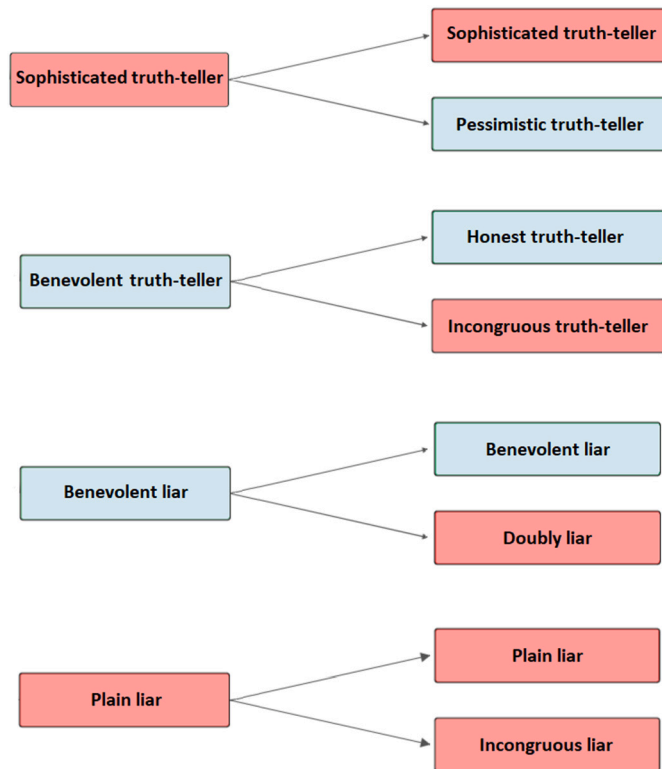 Sophisticated truth-teller
Sophisticated truth-teller
Pessimistic truth-teller
Honest truth-teller
Benevolent truth-teller
Incongruous truth-teller
Benevolent liar
Benevolent liar
Doubly liar
Plain liar
Plain liar
Incongruous liar